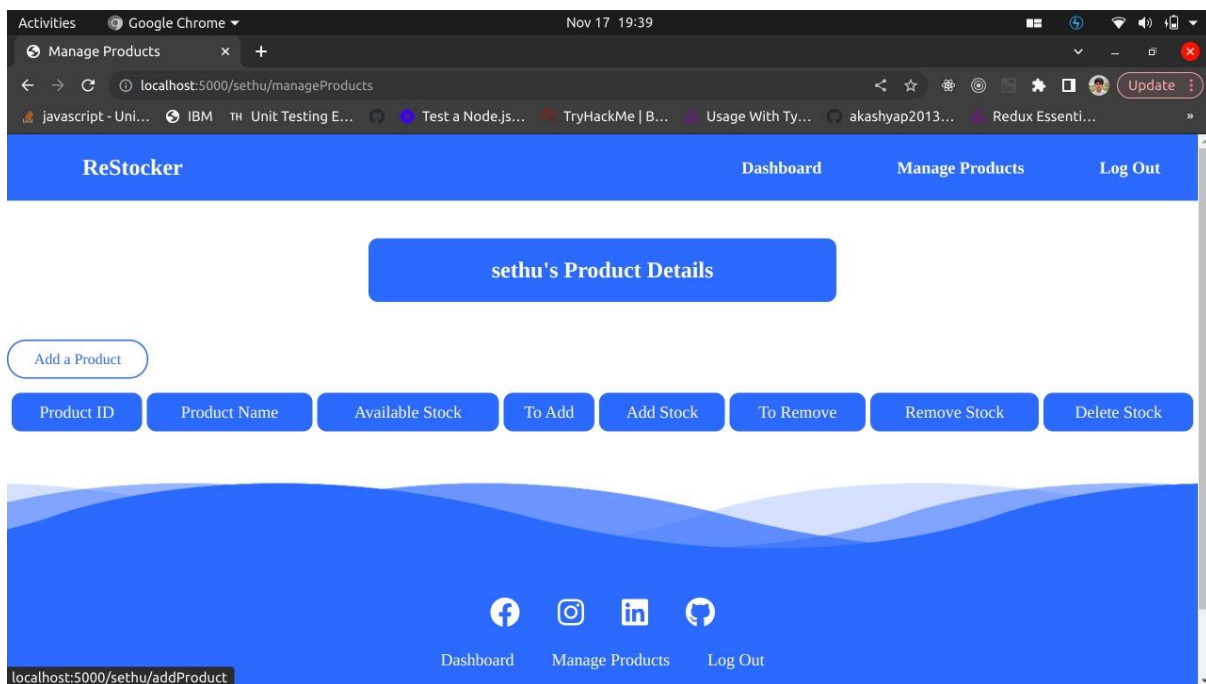 Activities Google Chrome Nov 17 19:39
Manage Products
localhost:5000/sethu/manageProducts Update
javascript - Uni... IBM TH Unit Testing E... Test a Node.js... TryHackMe | B... Usage With Ty... akashyap2013... Redux Essenti... »
ReStocker Dashboard Manage Products Log Out
sethu's Product Details
Add a Product
Product ID Product Name Available Stock To Add Add Stock To Remove Remove Stock Delete Stock
Dashboard Manage Products Log Out
localhost:5000/sethu/addProduct